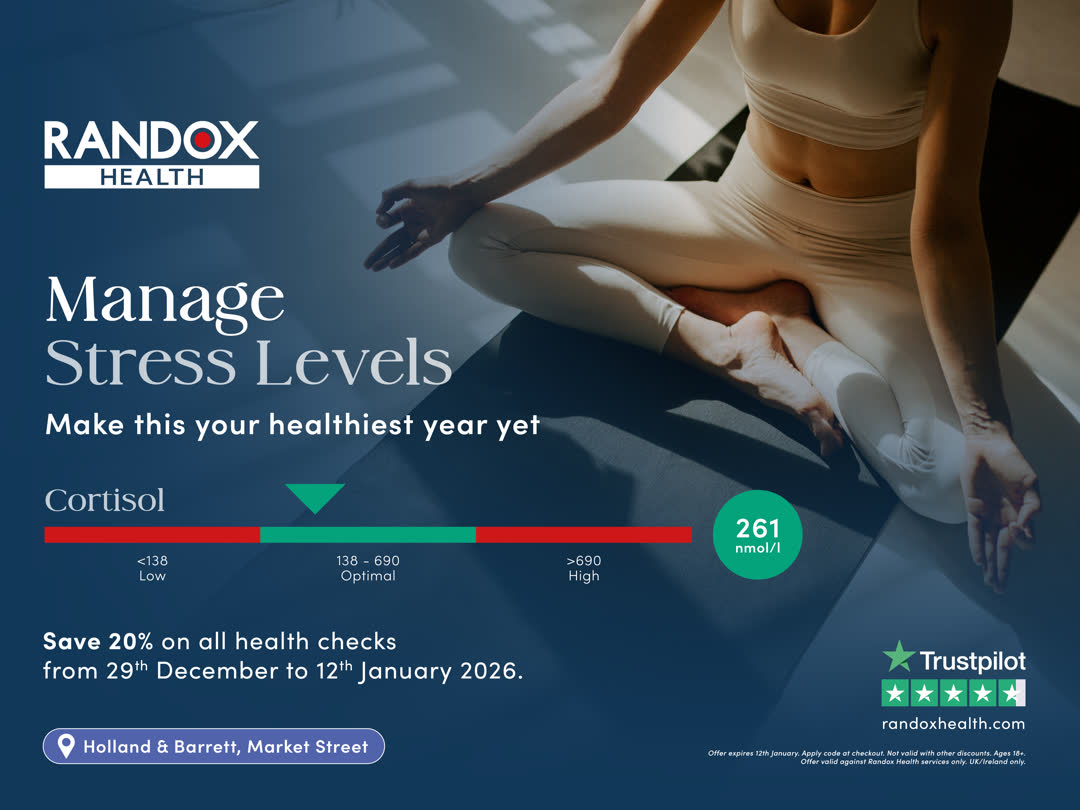 RANDOX
HEALTH
Manage
Stress Levels
Make this your healthiest year yet
Cortisol
261
nmol/l
<138
Low
138 - 690
Optimal
>690
High
Save 20% on all health checks
from 29th December to 12th January 2026.
Trustpilot
randoxhealth.com
Holland & Barrett, Market Street
Offer expires 12th January. Apply code at checkout. Not valid with other discounts. Ages 18+.
Offer valid against Randox Health services only. UK/Ireland only.